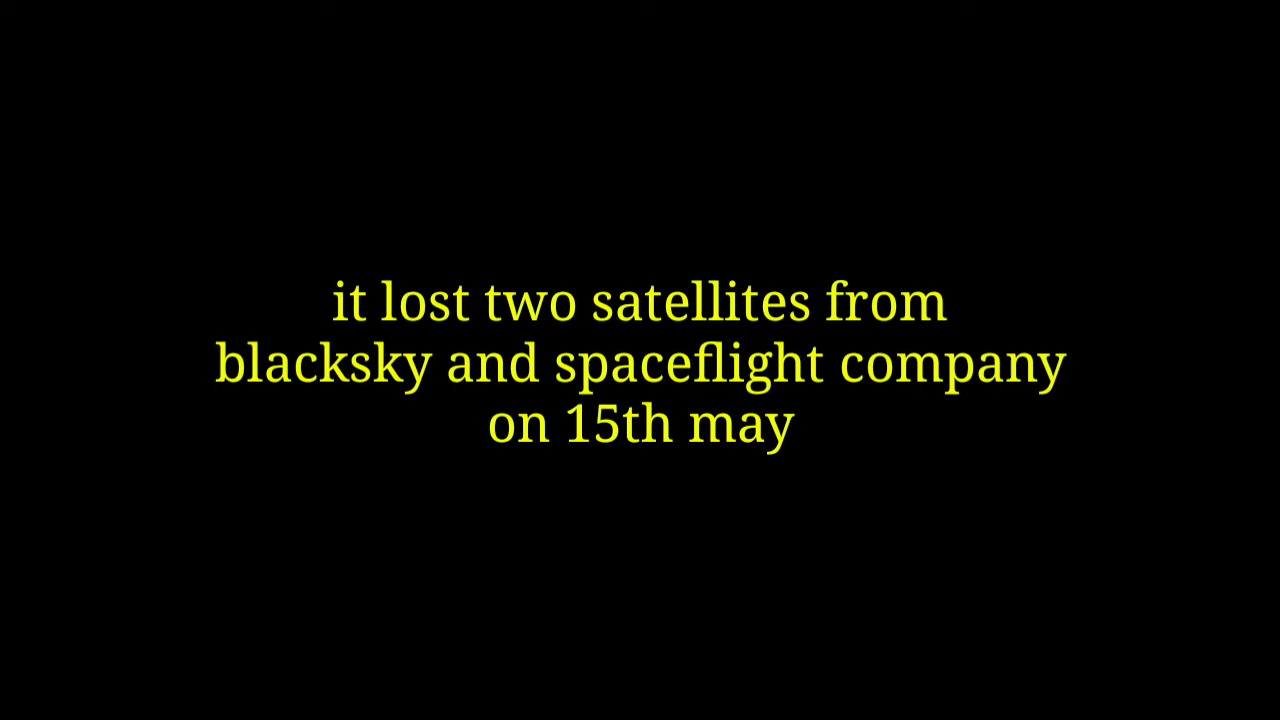 it lost two satellites from
blacksky and spaceflight company
on 15th may